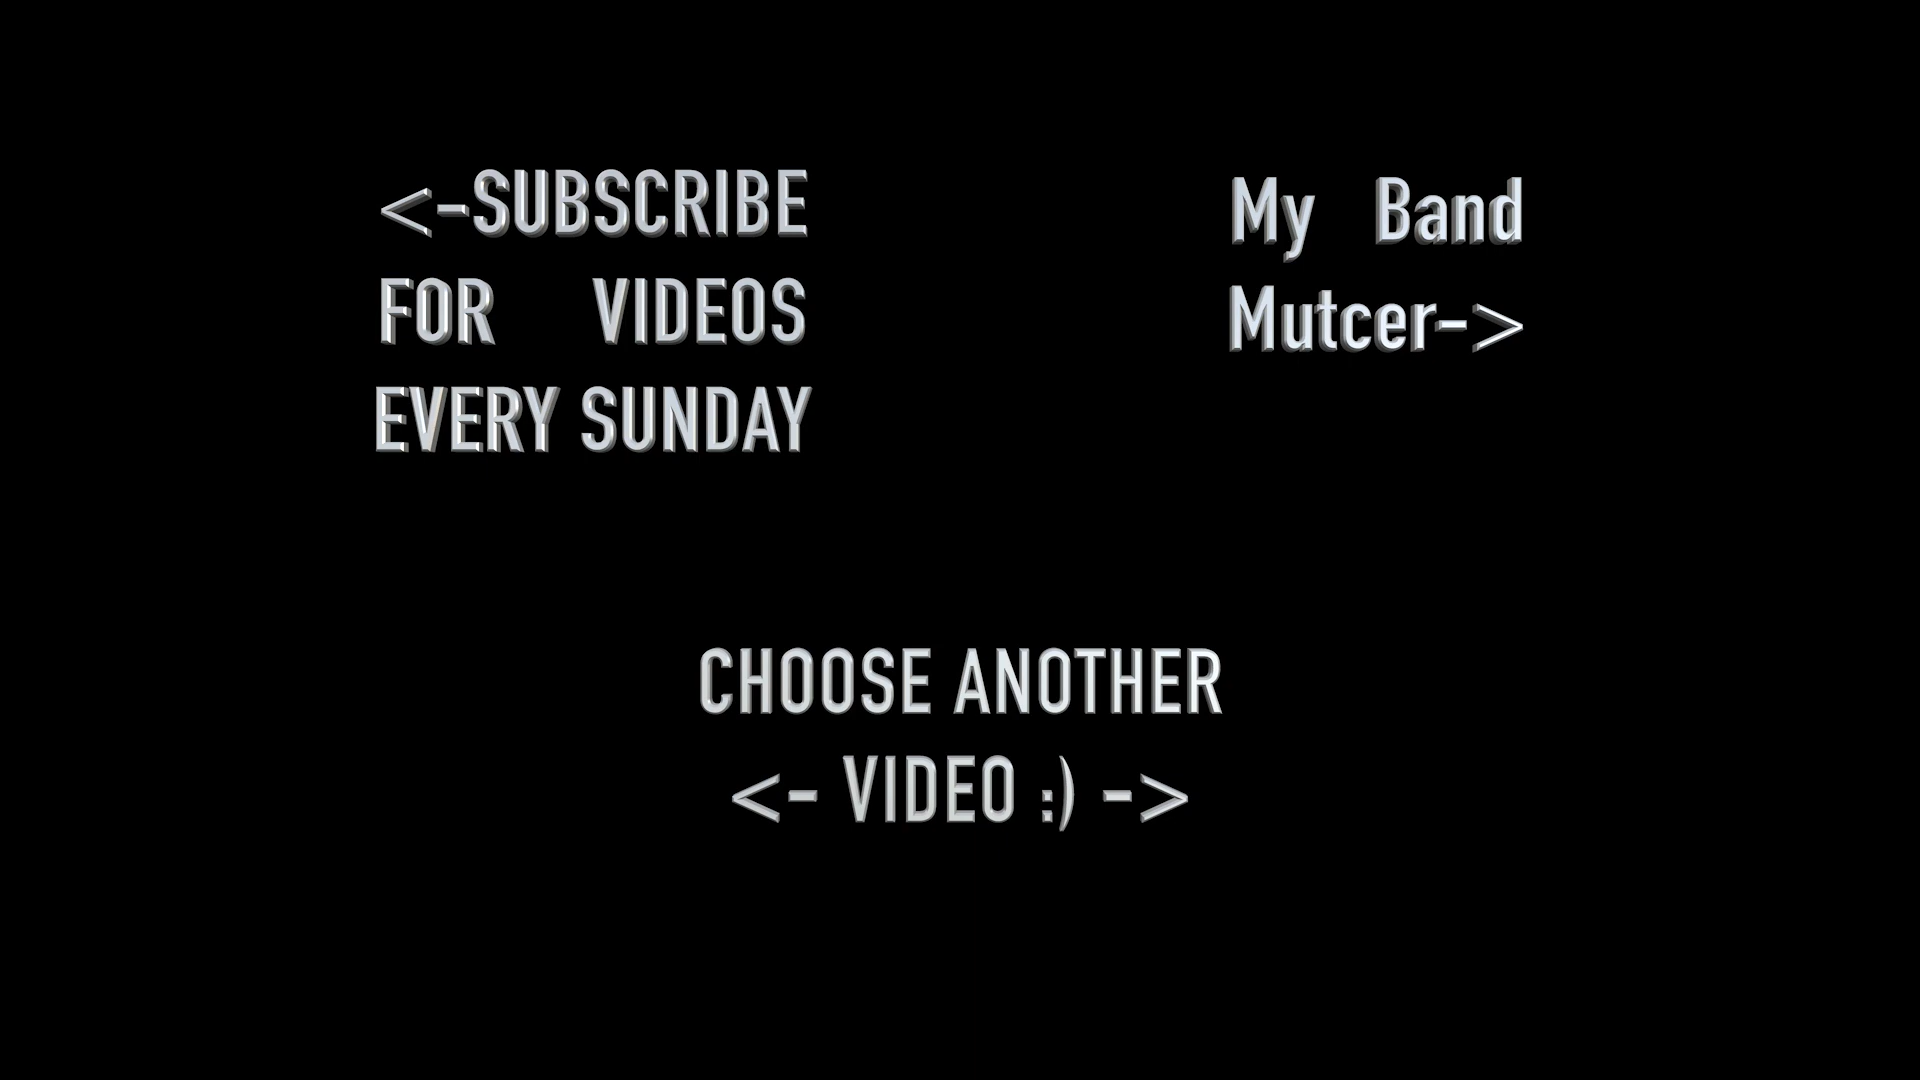 <-SUBSCRIBE
FOR VIDEOS
EVERY SUNDAY
My Band
Mutcer->
CHOOSE ANOTHER
<- VIDEO :) ->